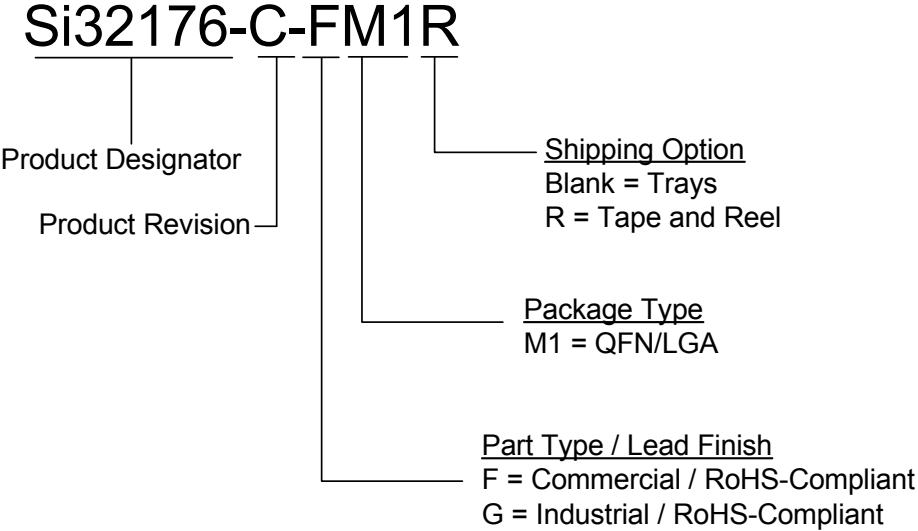 Si32176-C-FM1R
Product Designator
Product Revision
Shipping Option
Blank = Trays
R = Tape and Reel
Package Type
M1 = QFN/LGA
Part Type / Lead Finish
F = Commercial / RoHS-Compliant
G = Industrial / RoHS-Compliant